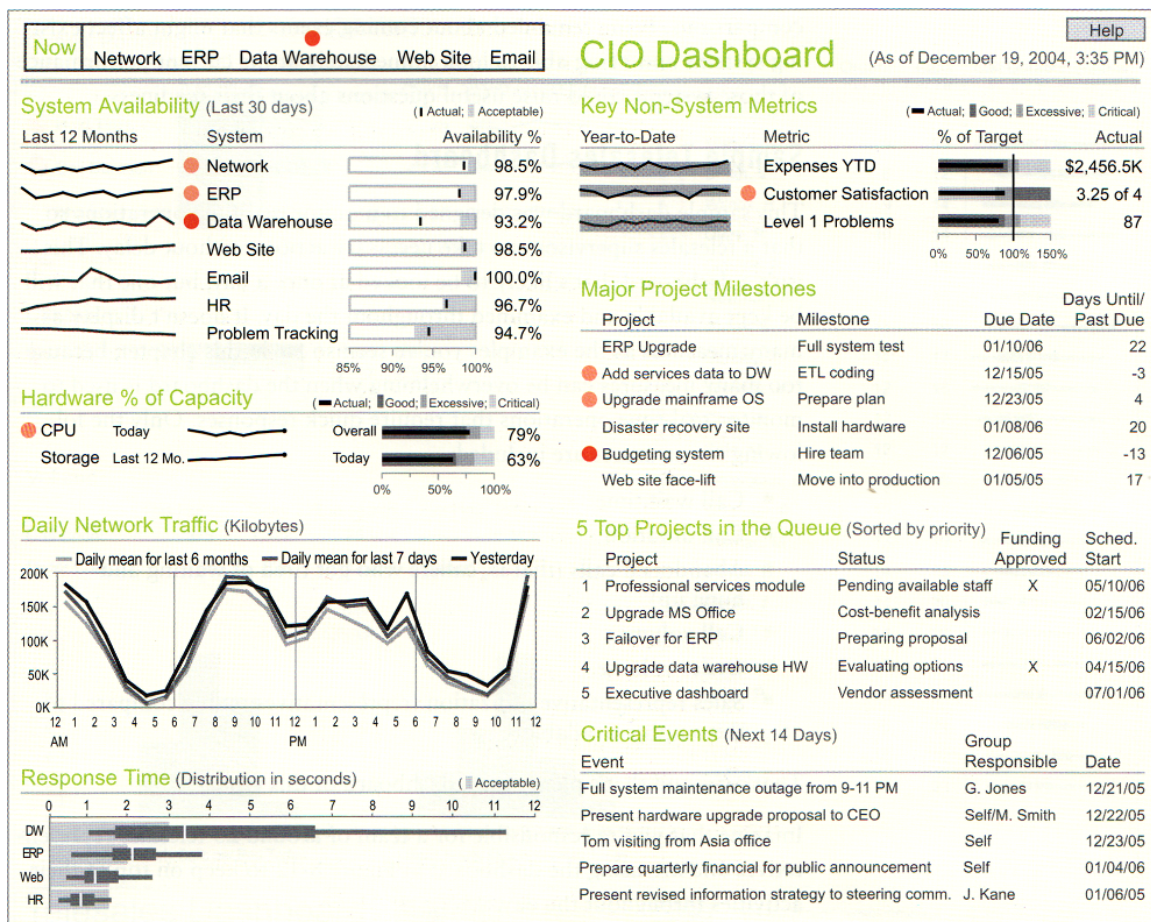 Now
Network ERP Data Warehouse Web Site Email
CIO Dashboard
Help
(As of December 19, 2004, 3:35 PM)
System Availability (Last 30 days)
(Actual; Acceptable)
Last 12 Months System Availability %
Network 98.5%
ERP 97.9%
Data Warehouse 93.2%
Web Site 98.5%
Email 100.0%
HR 96.7%
Problem Tracking 94.7%
85% 90% 95% 100%
Hardware % of Capacity
(Actual; Good; Excessive; Critical)
CPU Today Overall 79%
Storage Last 12 Mo. Today 63%
0% 50% 100%
Daily Network Traffic (Kilobytes)
Daily mean for last 6 months Daily mean for last 7 days Yesterday
200K
150K
100K
50K
0K
12 1 2 3 4 5 6 7 8 9 10 11 12 1 2 3 4 5 6 7 8 9 10 11 12
AM PM
Response Time (Distribution in seconds)
(Acceptable)
0 1 2 3 4 5 6 7 8 9 10 11 12
DW
ERP
Web
HR
Key Non-System Metrics
(Actual; Good; Excessive; Critical)
Year-to-Date Metric % of Target Actual
Expenses YTD $2,456.5K
Customer Satisfaction 3.25 of 4
Level 1 Problems 87
0% 50% 100% 150%
Major Project Milestones
Days Until/
Project Milestone Due Date Past Due
ERP Upgrade Full system test 01/10/06 22
Add services data to DW ETL coding 12/15/05 -3
Upgrade mainframe OS Prepare plan 12/23/05 4
Disaster recovery site Install hardware 01/08/06 20
Budgeting system Hire team 12/06/05 -13
Web site face-lift Move into production 01/05/05 17
5 Top Projects in the Queue (Sorted by priority)
Funding Sched.
Project Status Approved Start
1 Professional services module Pending available staff X 05/10/06
2 Upgrade MS Office Cost-benefit analysis 02/15/06
3 Failover for ERP Preparing proposal 06/02/06
4 Upgrade data warehouse HW Evaluating options X 04/15/06
5 Executive dashboard Vendor assessment 07/01/06
Critical Events (Next 14 Days)
Group
Event Responsible Date
Full system maintenance outage from 9-11 PM G. Jones 12/21/05
Present hardware upgrade proposal to CEO Self/M. Smith 12/22/05
Tom visiting from Asia office Self 12/23/05
Prepare quarterly financial for public announcement Self 01/04/06
Present revised information strategy to steering comm. J. Kane 01/06/05